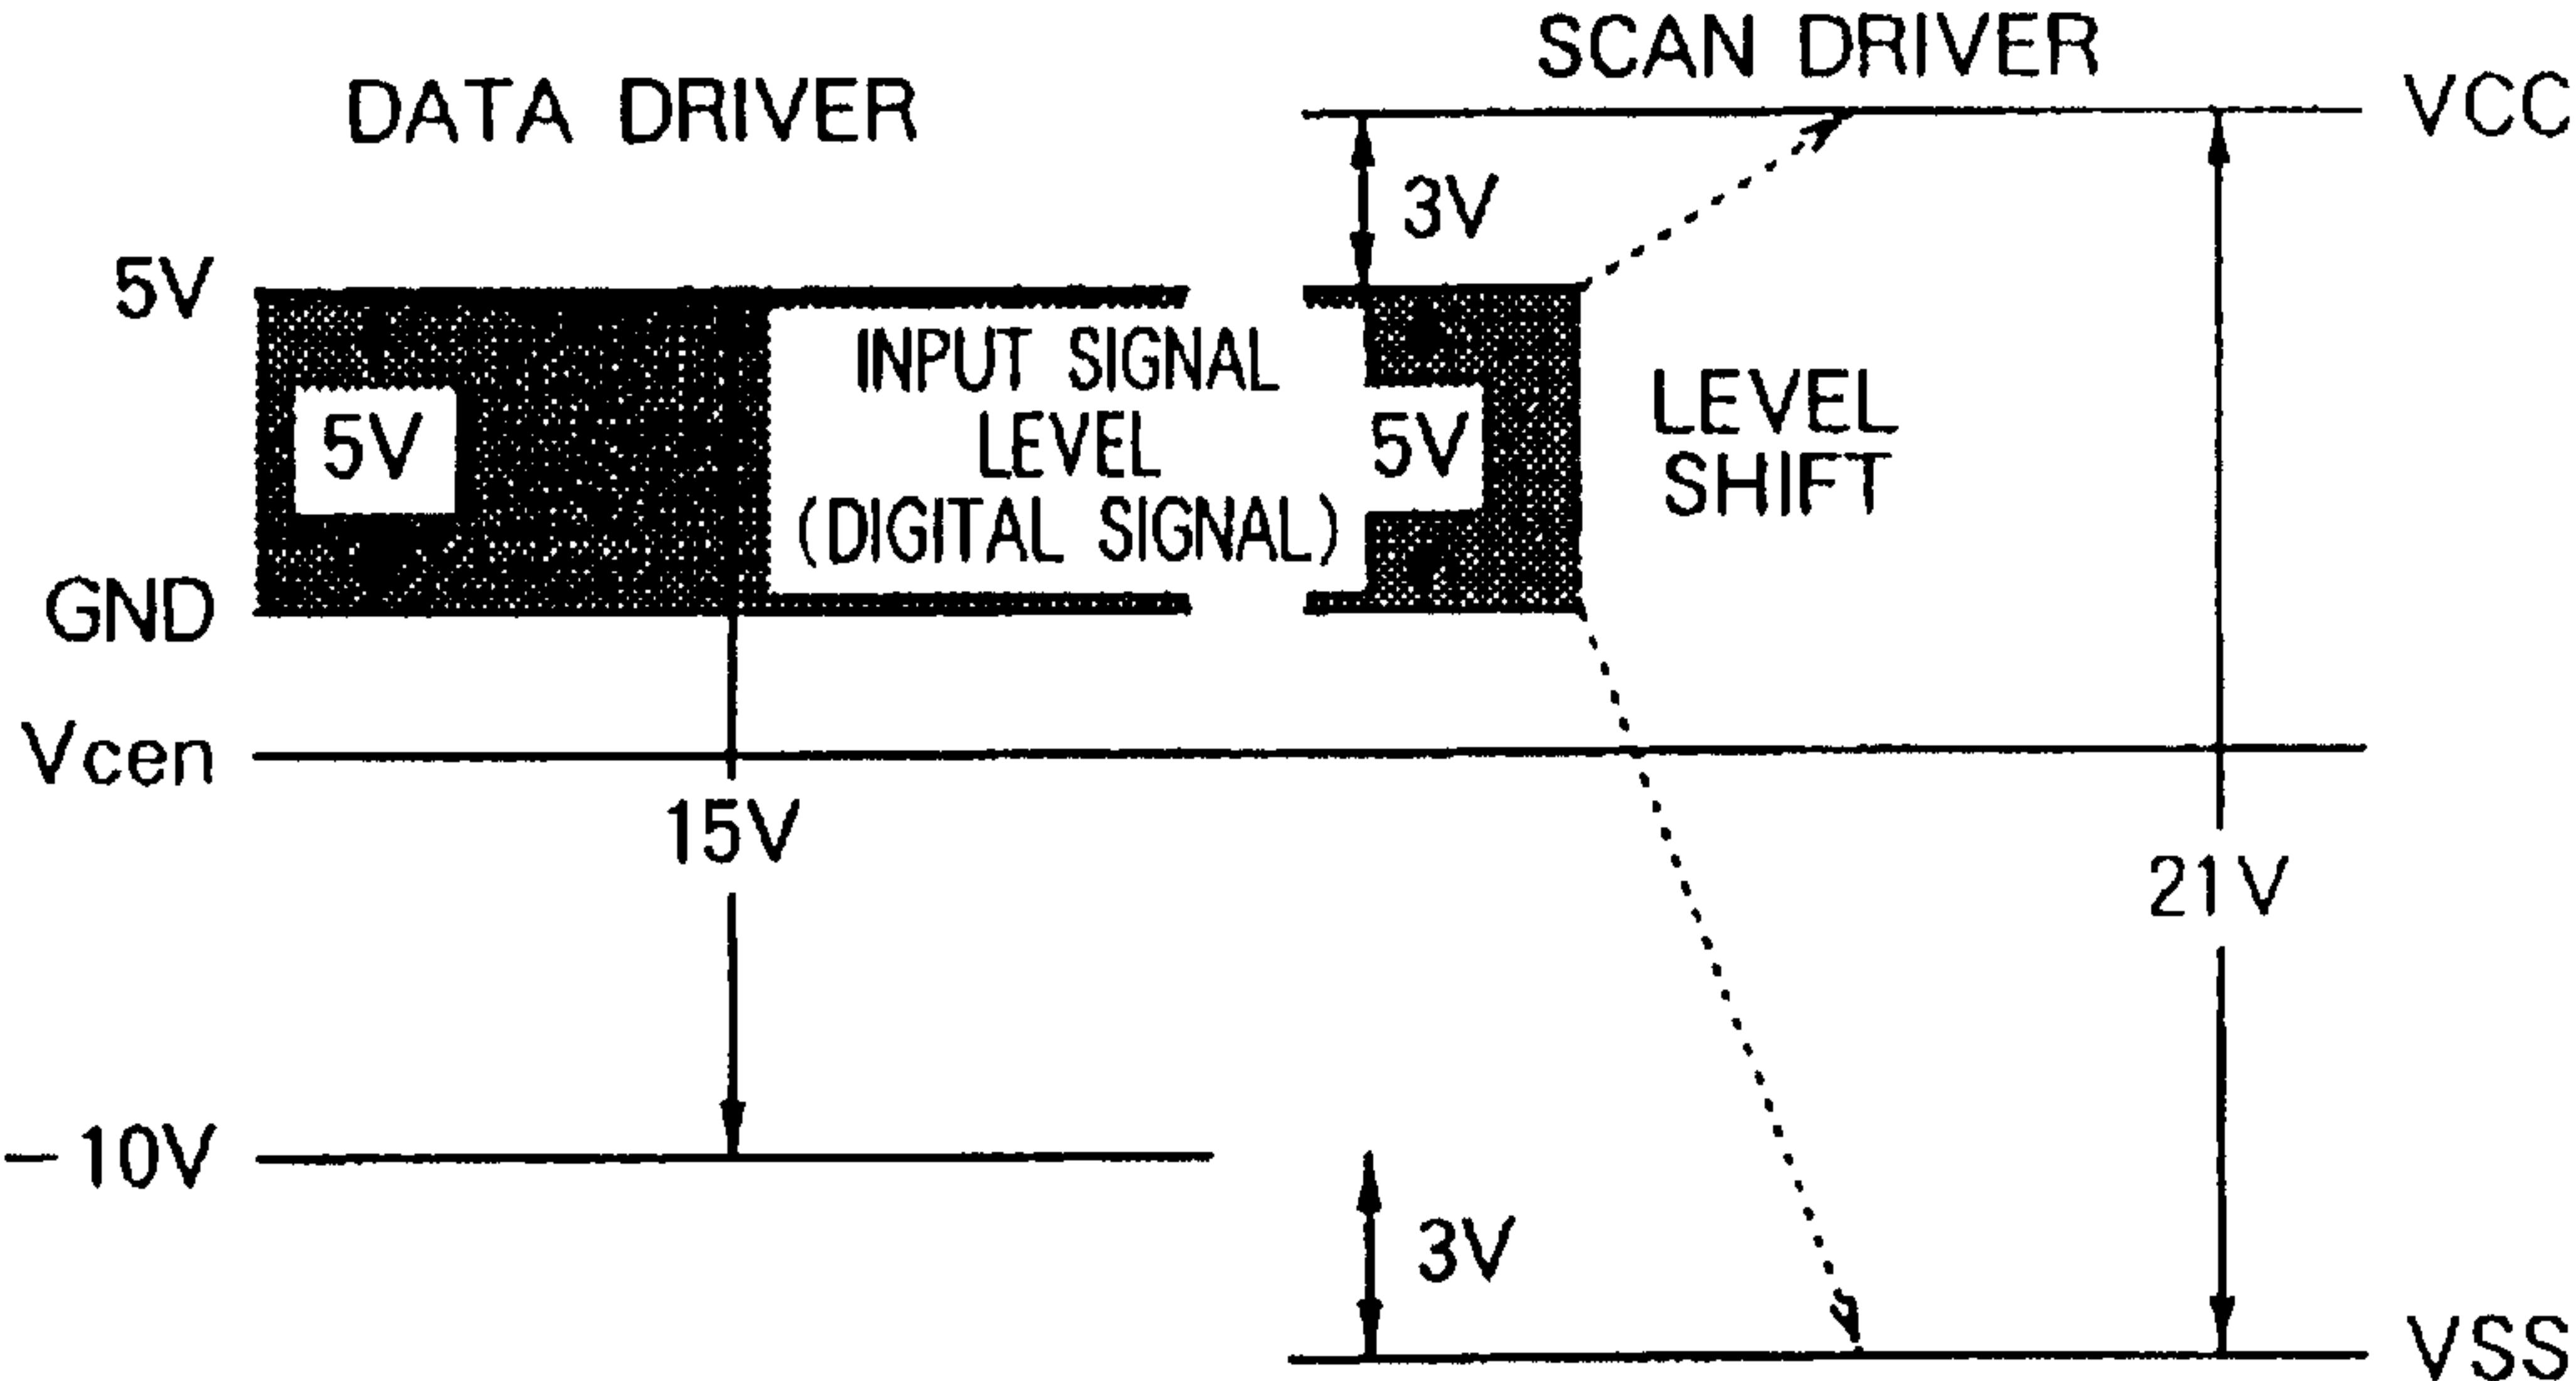 SCAN DRIVER
DATA DRIVER
VCC
3V
5V
INPUT SIGNAL
LEVEL
(DIGITAL SIGNAL)
5V
5V
LEVEL
SHIFT
GND
Vcen
15V
21V
-10V
3V
VSS